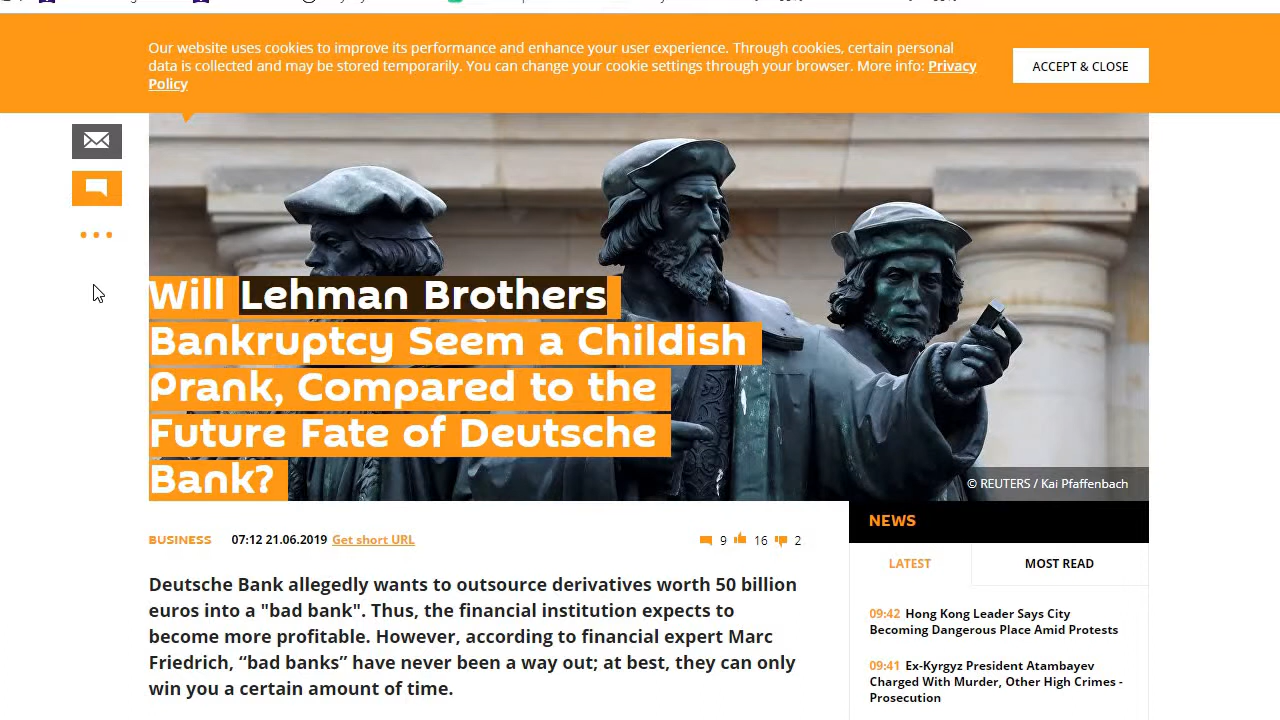 Our website uses cookies to improve its performance and enhance your user experience. Through cookies, certain personal
data is collected and may be stored temporarily. You can change your cookie settings through your browser. More info: Privacy
Policy
ACCEPT & CLOSE
Will Lehman Brothers
Bankruptcy Seem a Childish
Prank, Compared to the
Future Fate of Deutsche
Bank?
© REUTERS / Kai Pfaffenbach
BUSINESS 07:12 21.06.2019 Get short URL 9 16 2
Deutsche Bank allegedly wants to outsource derivatives worth 50 billion
euros into a "bad bank". Thus, the financial institution expects to
become more profitable. However, according to financial expert Marc
Friedrich, “bad banks” have never been a way out; at best, they can only
win you a certain amount of time.
NEWS
LATEST MOST READ
09:42 Hong Kong Leader Says City
Becoming Dangerous Place Amid Protests
09:41 Ex-Kyrgyz President Atambayev
Charged With Murder, Other High Crimes -
Prosecution